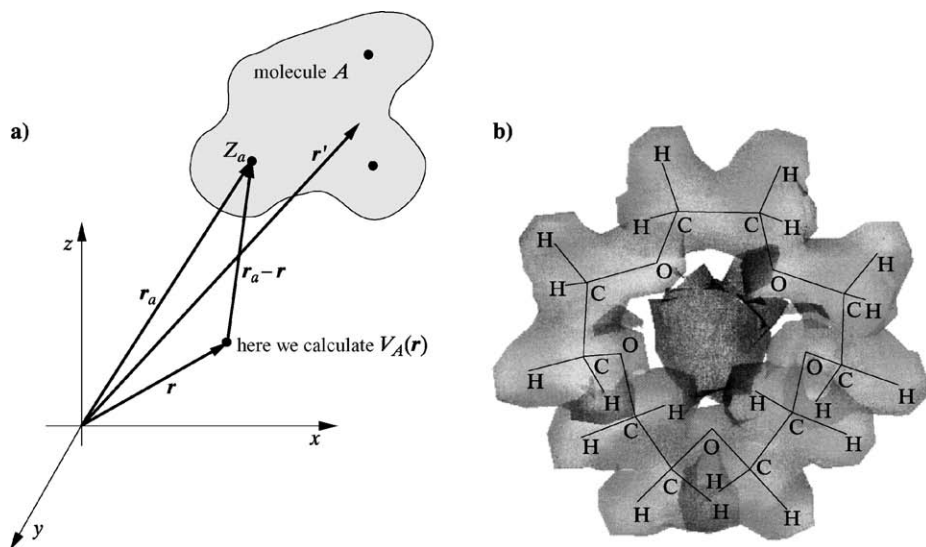 a)
molecule A
Z_a
r'
z
r_a
r_a − r
here we calculate V_A(r)
r
x
y
b)
H H
H C C H
H H
O O
H C C H
O O
C C
H H
H H H H
C C
H O H
C C
H
H H H